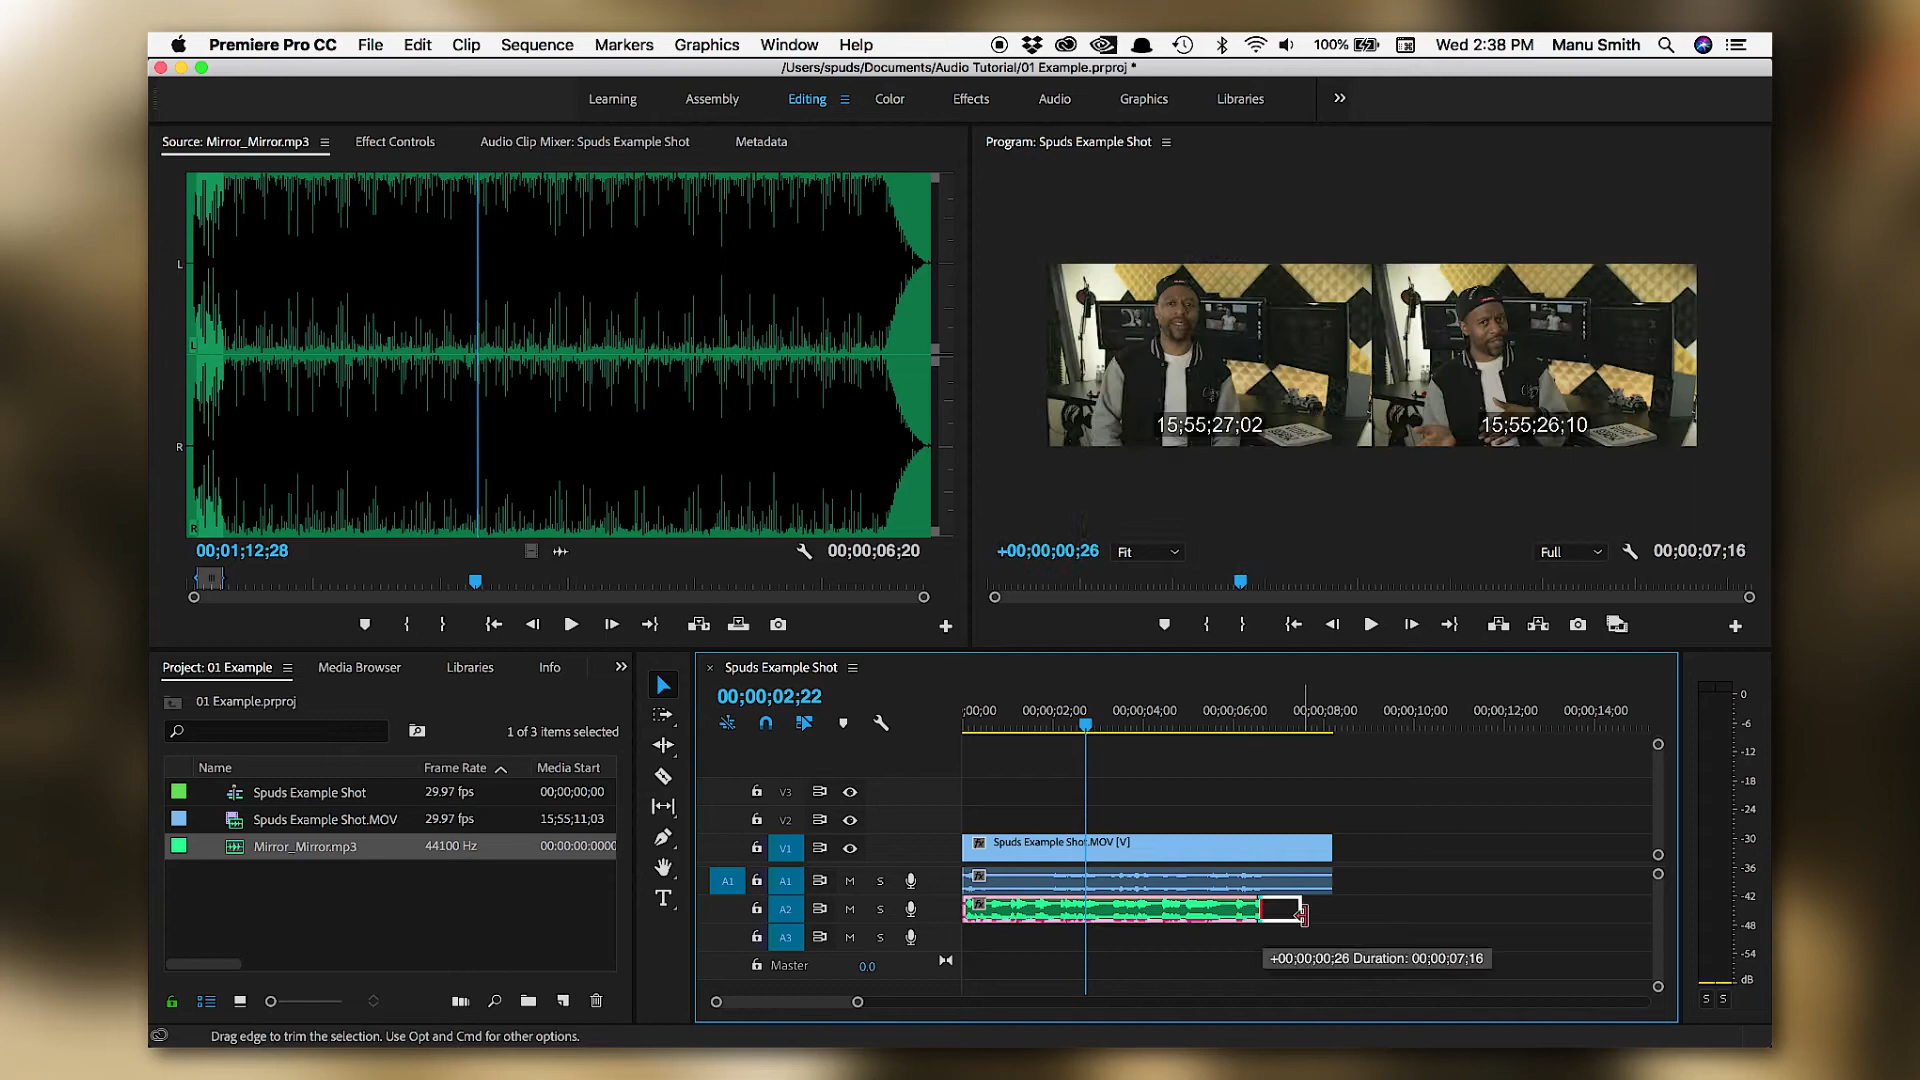 Premiere Pro CC File Edit Clip Sequence Markers Graphics Window Help 100% Wed 2:38 PM Manu Smith
/Users/spuds/Documents/Audio Tutorial/01 Example.prproj *
Learning Assembly Editing Color Effects Audio Graphics Libraries
Source: Mirror_Mirror.mp3 Effect Controls Audio Clip Mixer: Spuds Example Shot Metadata
Program: Spuds Example Shot
L
L
R
R
15;55;27;02 15;55;26;10
00;01;12;28 00;00;06;20
+00;00;00;26 Fit Full 00;00;07;16
Project: 01 Example Media Browser Libraries Info
01 Example.prproj
1 of 3 items selected
Name Frame Rate Media Start
Spuds Example Shot 29.97 fps 00;00;00;00
Spuds Example Shot.MOV 29.97 fps 15;55;11;03
Mirror_Mirror.mp3 44100 Hz 00:00:00:0000
Spuds Example Shot
00;00;02;22
;00;00 00;00;02;00 00;00;04;00 00;00;06;00 00;00;08;00 00;00;10;00 00;00;12;00 00;00;14;00
V3
V2
V1 Spuds Example Shot.MOV [V]
A1 A1 M S
A2 M S
A3 M S
Master 0.0
+00;00;00;26 Duration: 00;00;07;16
0
-6
-12
-18
-24
-30
-36
-42
-48
-54
dB
S S
Drag edge to trim the selection. Use Opt and Cmd for other options.